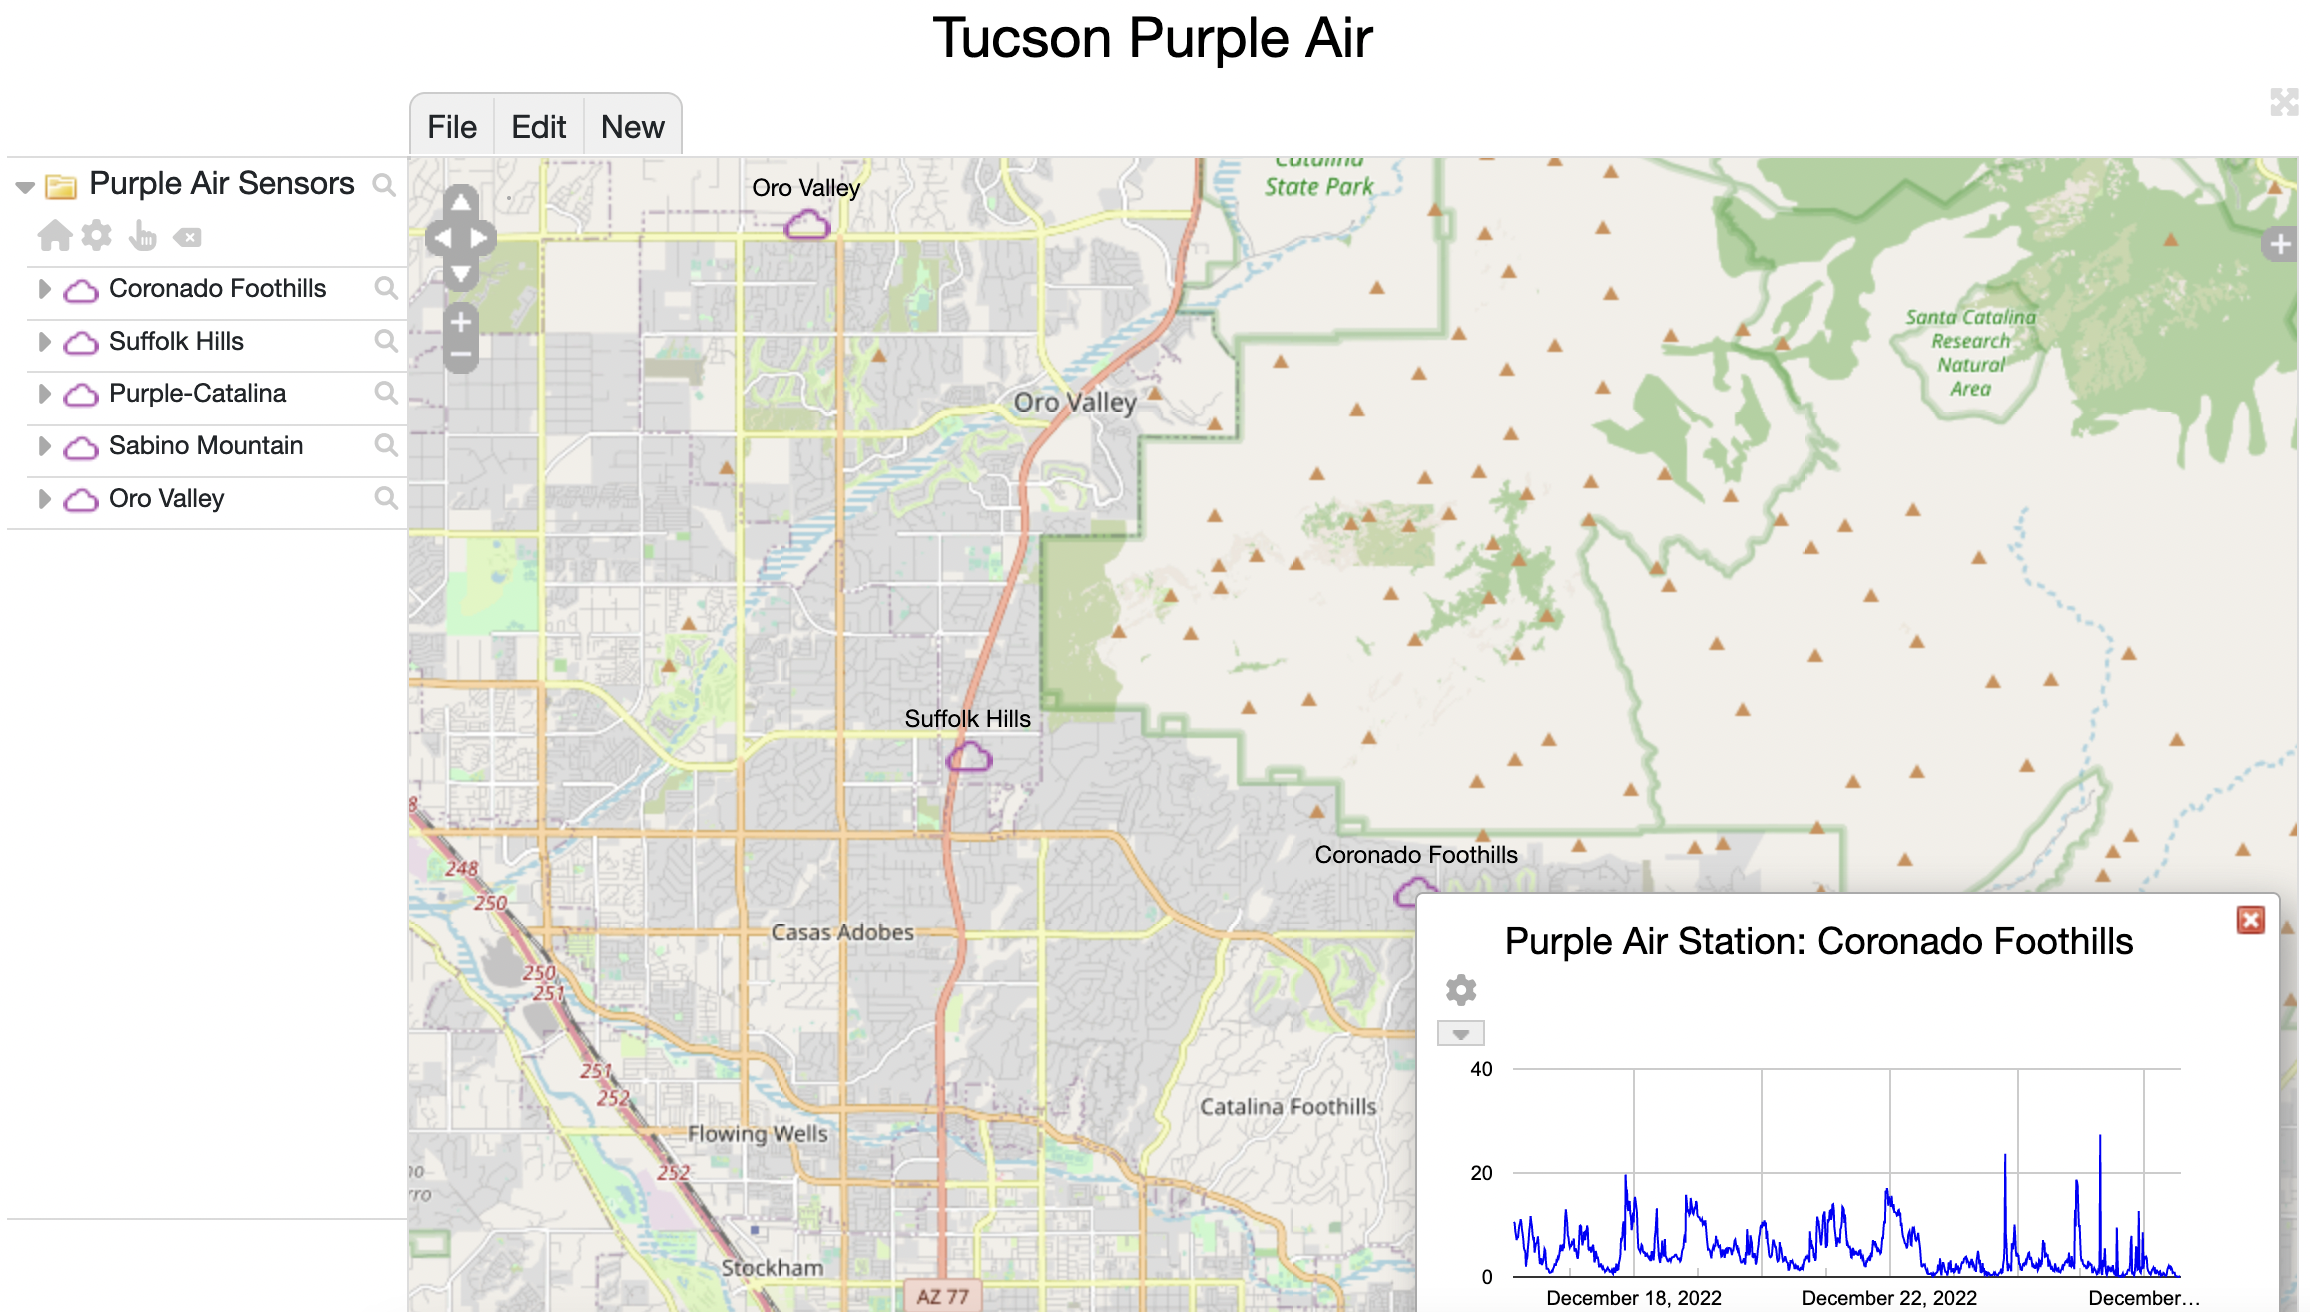 Tucson Purple Air
File Edit New
Purple Air Sensors
Coronado Foothills
Suffolk Hills
Purple-Catalina
Sabino Mountain
Oro Valley
Oro Valley
Catalina
State Park
Santa Catalina
Research
Natural
Area
Oro Valley
Suffolk Hills
Coronado Foothills
8
248
250
Casas Adobes
250
251
251
252
Catalina Foothills
Flowing Wells
252
Stockham
AZ 77
Purple Air Station: Coronado Foothills
40
20
0
December 18, 2022 December 22, 2022 December...